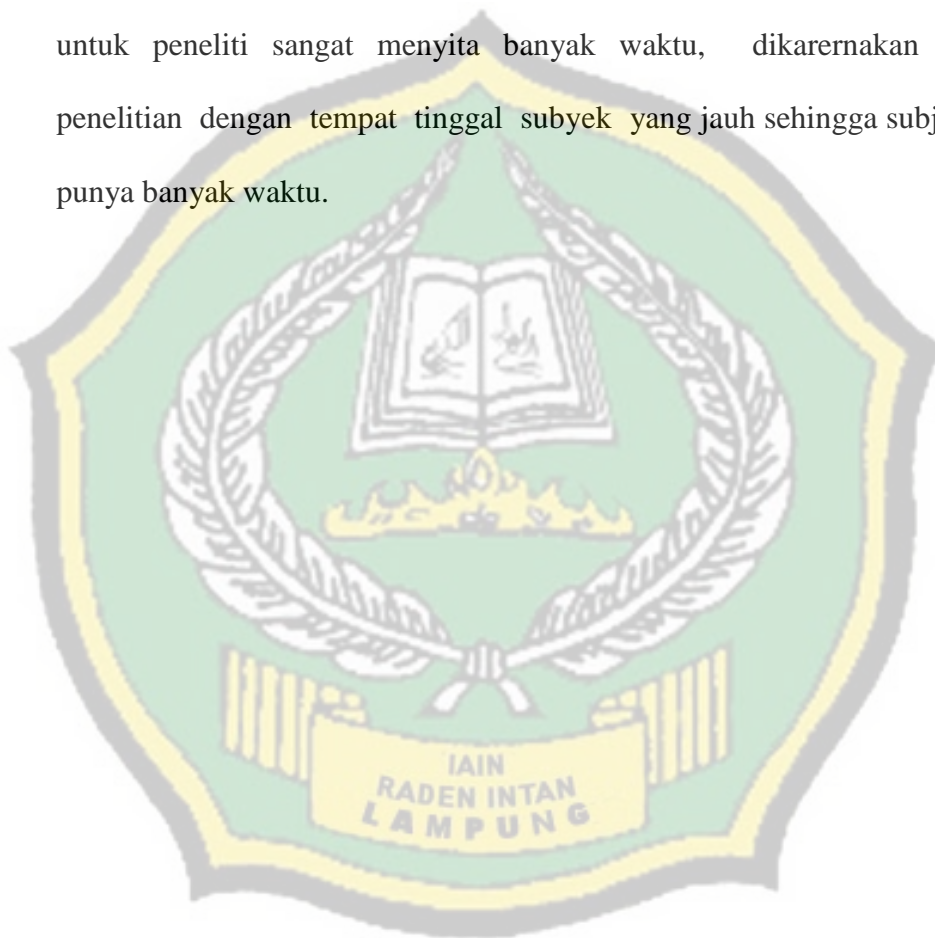 untuk peneliti sangat menyita banyak waktu, dikarernakan
penelitian dengan tempat tinggal subyek yang jauh sehingga subj
punya banyak waktu.
IAIN
RADEN INTAN
LAMPUNG